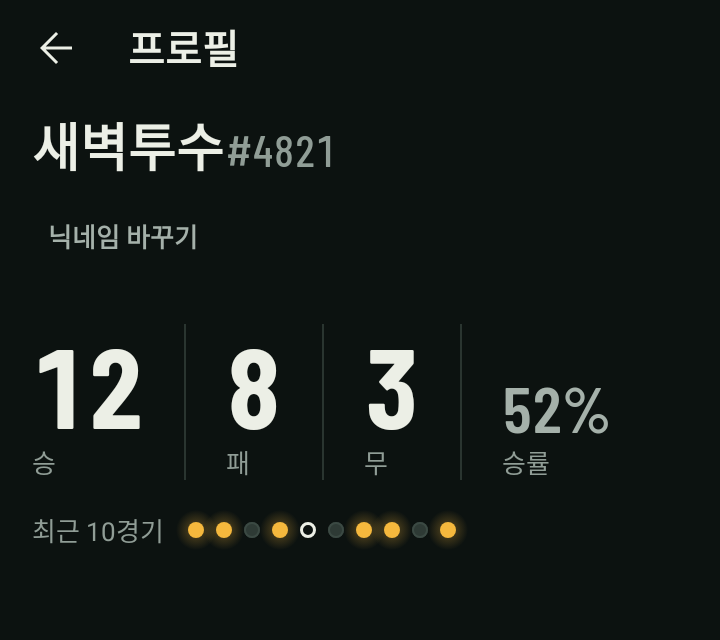 프로필
새벽투수#4821
닉네임 바꾸기
12 8 3 52%
승 패 무 승률
최근 10경기